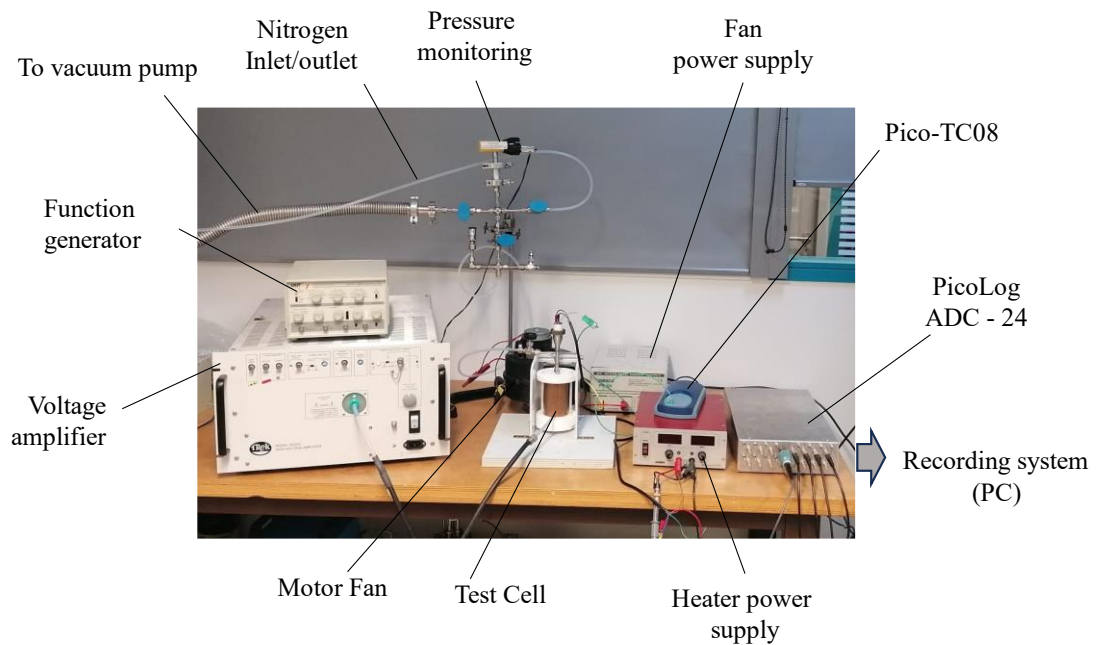 Nitrogen
Inlet/outlet
Pressure
monitoring
Fan
power supply
To vacuum pump
Pico-TC08
Function
generator
PicoLog
ADC - 24
Voltage
amplifier
TREK
Recording system
(PC)
Motor Fan
Test Cell
Heater power
supply